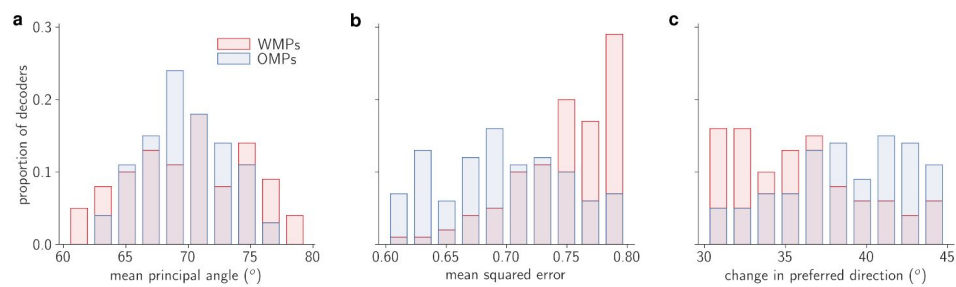 a
b
c
0.3
0.2
0.1
0.0
proportion of decoders
WMPs
OMPs
60 65 70 75 80
mean principal angle (°)
0.60 0.65 0.70 0.75 0.80
mean squared error
30 35 40 45
change in preferred direction (°)